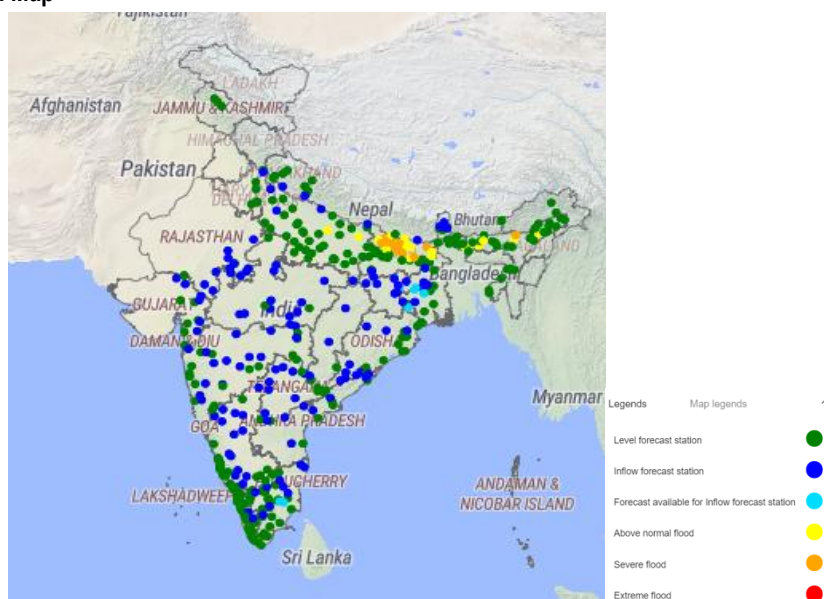 Map
Tajikistan
LADAKH
Afghanistan
JAMMU & KASHMIR
HIMACHAL PRADESH
Pakistan
Nepal
Bhutan
RAJASTHAN
Bangladesh
GUJARAT
India
DAMAN & DIU
ODISHA
TELANGANA
Myanmar
GOA
ANDHRA PRADESH
LAKSHADWEEP
ANDAMAN &
NICOBAR ISLAND
Sri Lanka
Legends
Map legends
Level forecast station
Inflow forecast station
Forecast available for Inflow forecast station
Above normal flood
Severe flood
Extreme flood